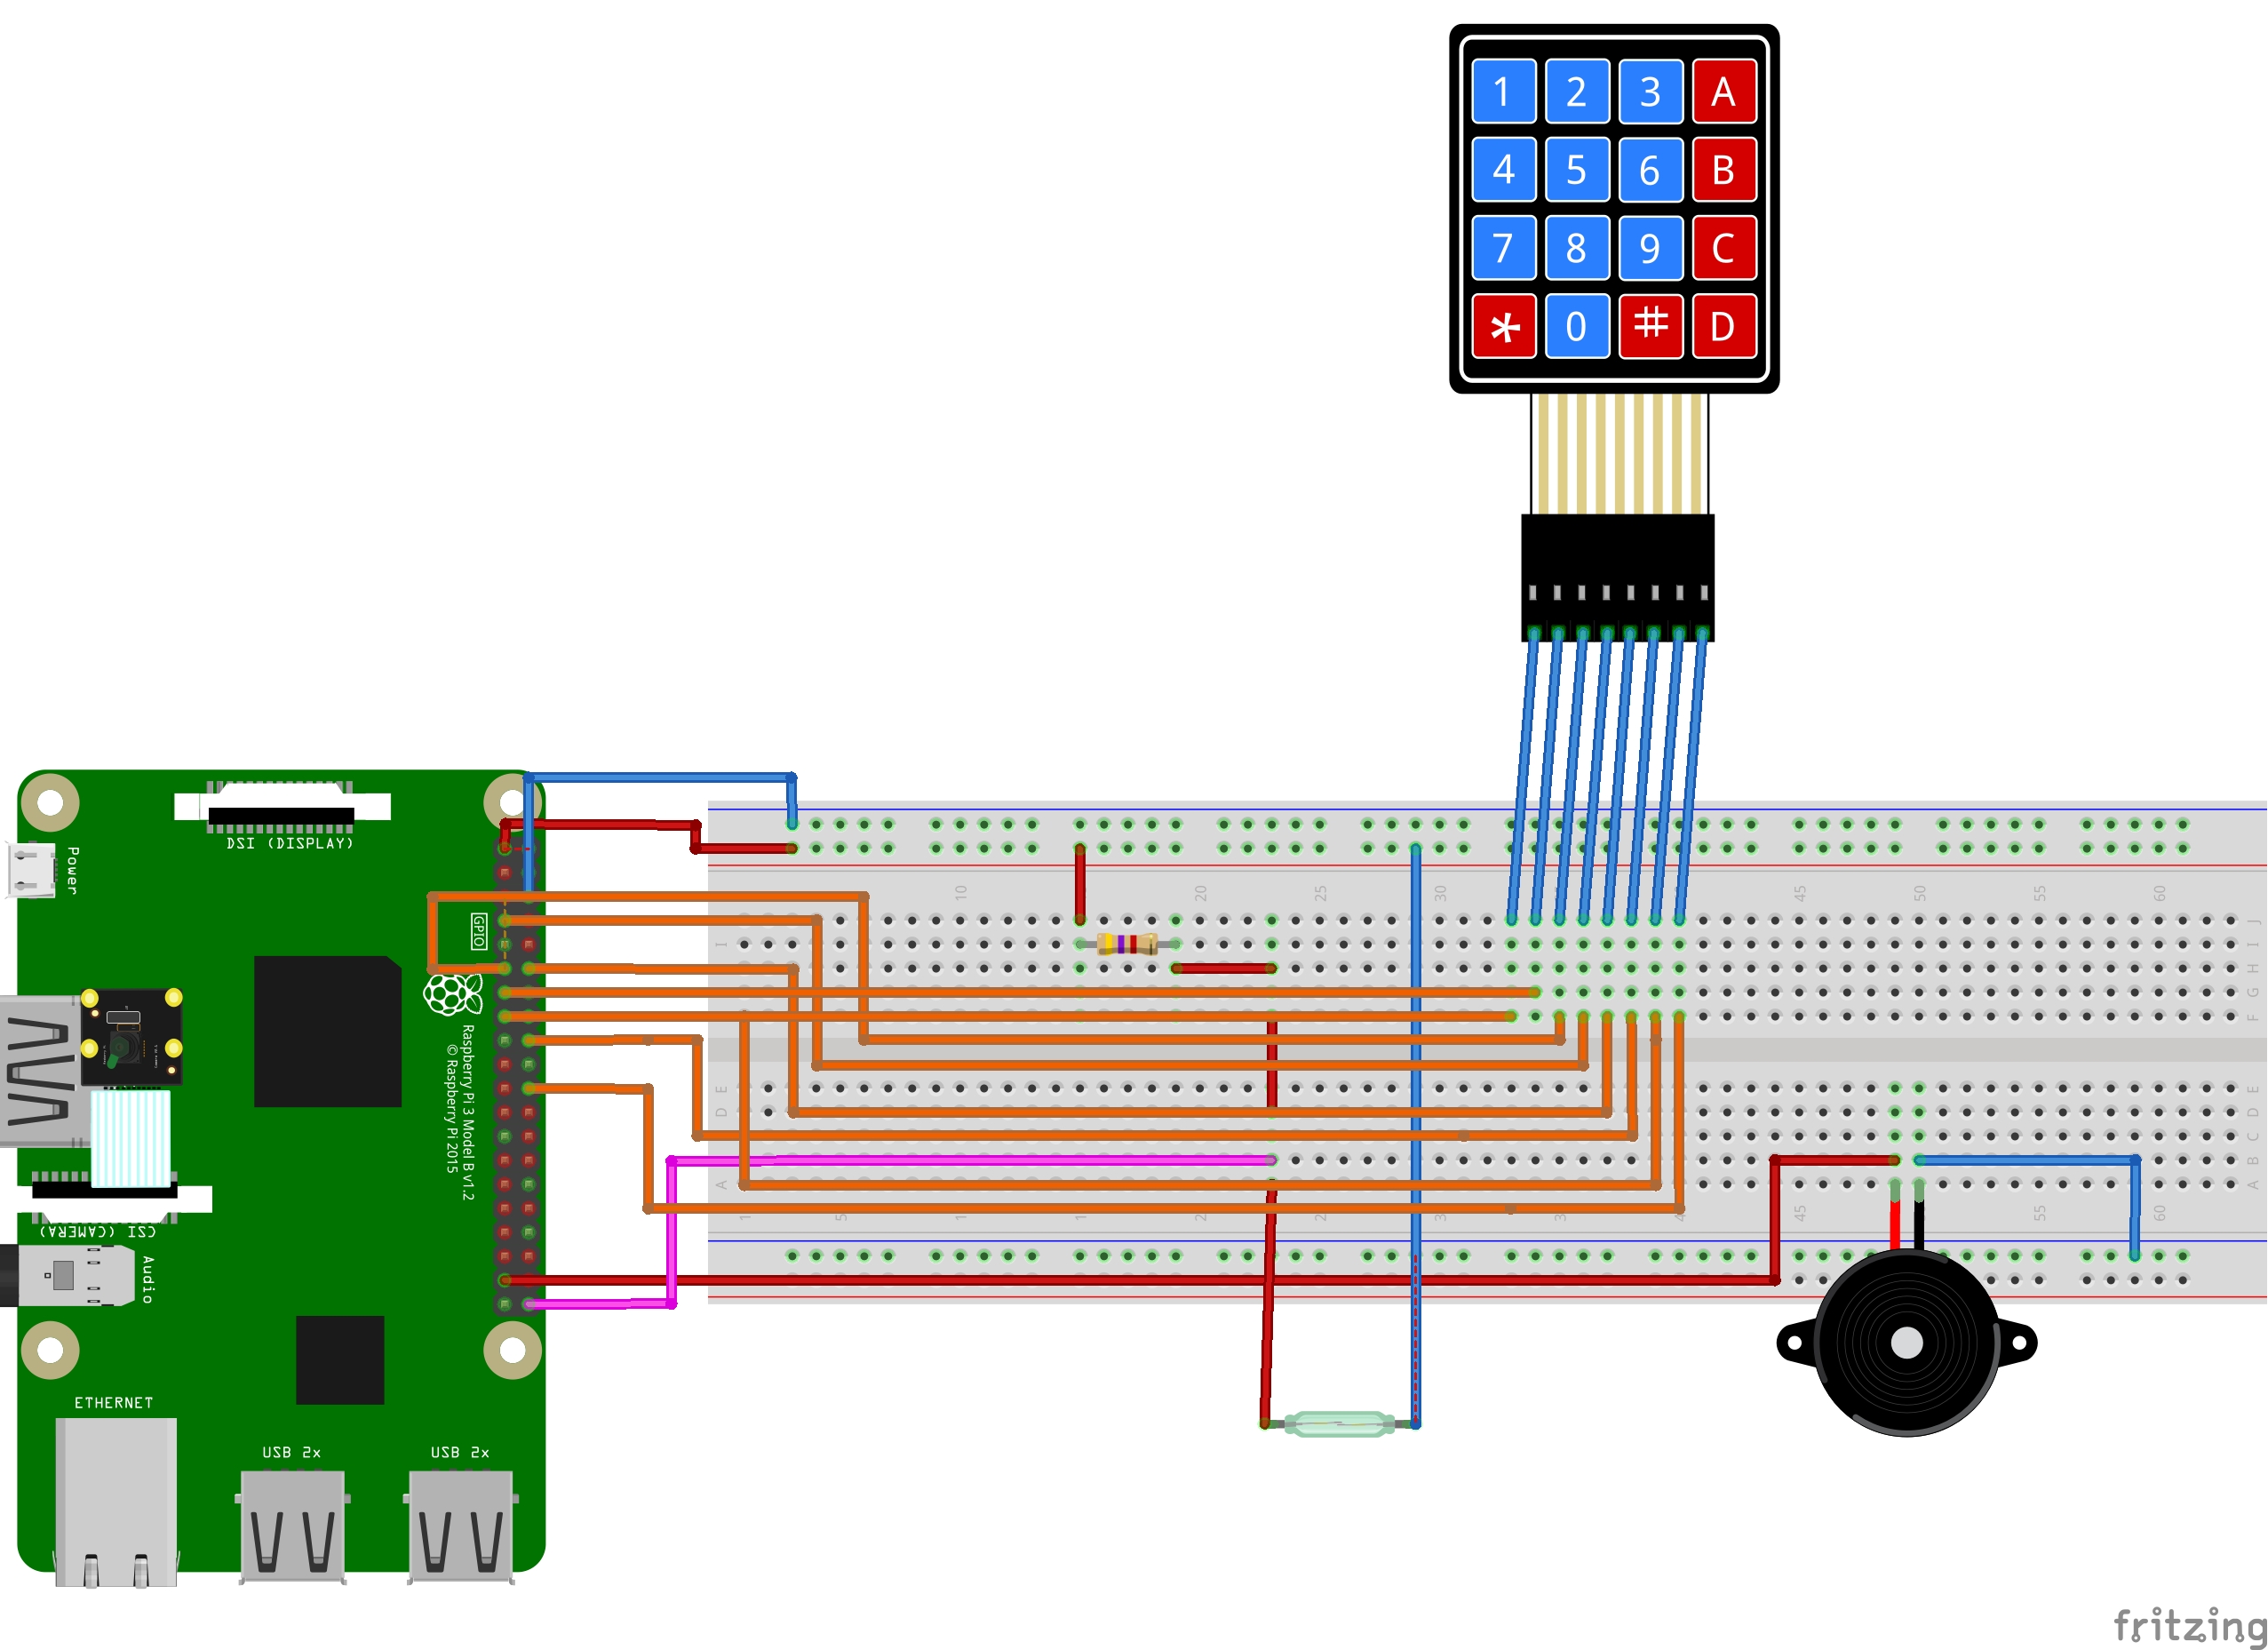 1 2 3 A
4 5 6 B
7 8 9 C
* 0 # D
DSI (DISPLAY)
Power
GPIO
Raspberry Pi 3 Model B v1.2
© Raspberry Pi 2015
CSI (CAMERA)
Audio
ETHERNET
USB 2x
USB 2x
10 20 25 30 45 50 55 60
J
I I
H
G
F
E E
D D
C
B
A A
45 55 60
fritzing